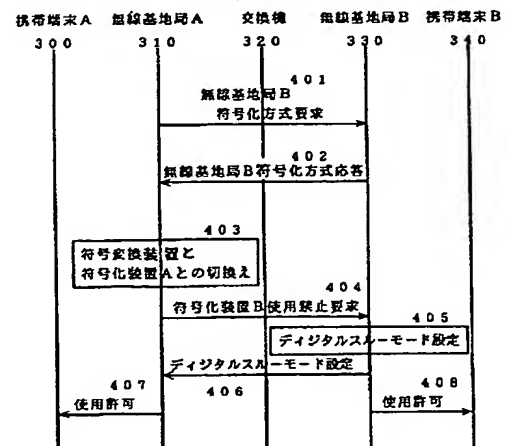 携帯端末A 無線基地局A 交換機 無線基地局B 携帯端末B
300 310 320 330 340
401
無線基地局B
符号化方式要求
402
無線基地局B符号化方式応答
403
符号変換装置と
符号化装置Aとの切換え
404
符号化装置B使用禁止要求
405
ディジタルスルーモード設定
ディジタルスルーモード設定
406
407
使用許可
408
使用許可